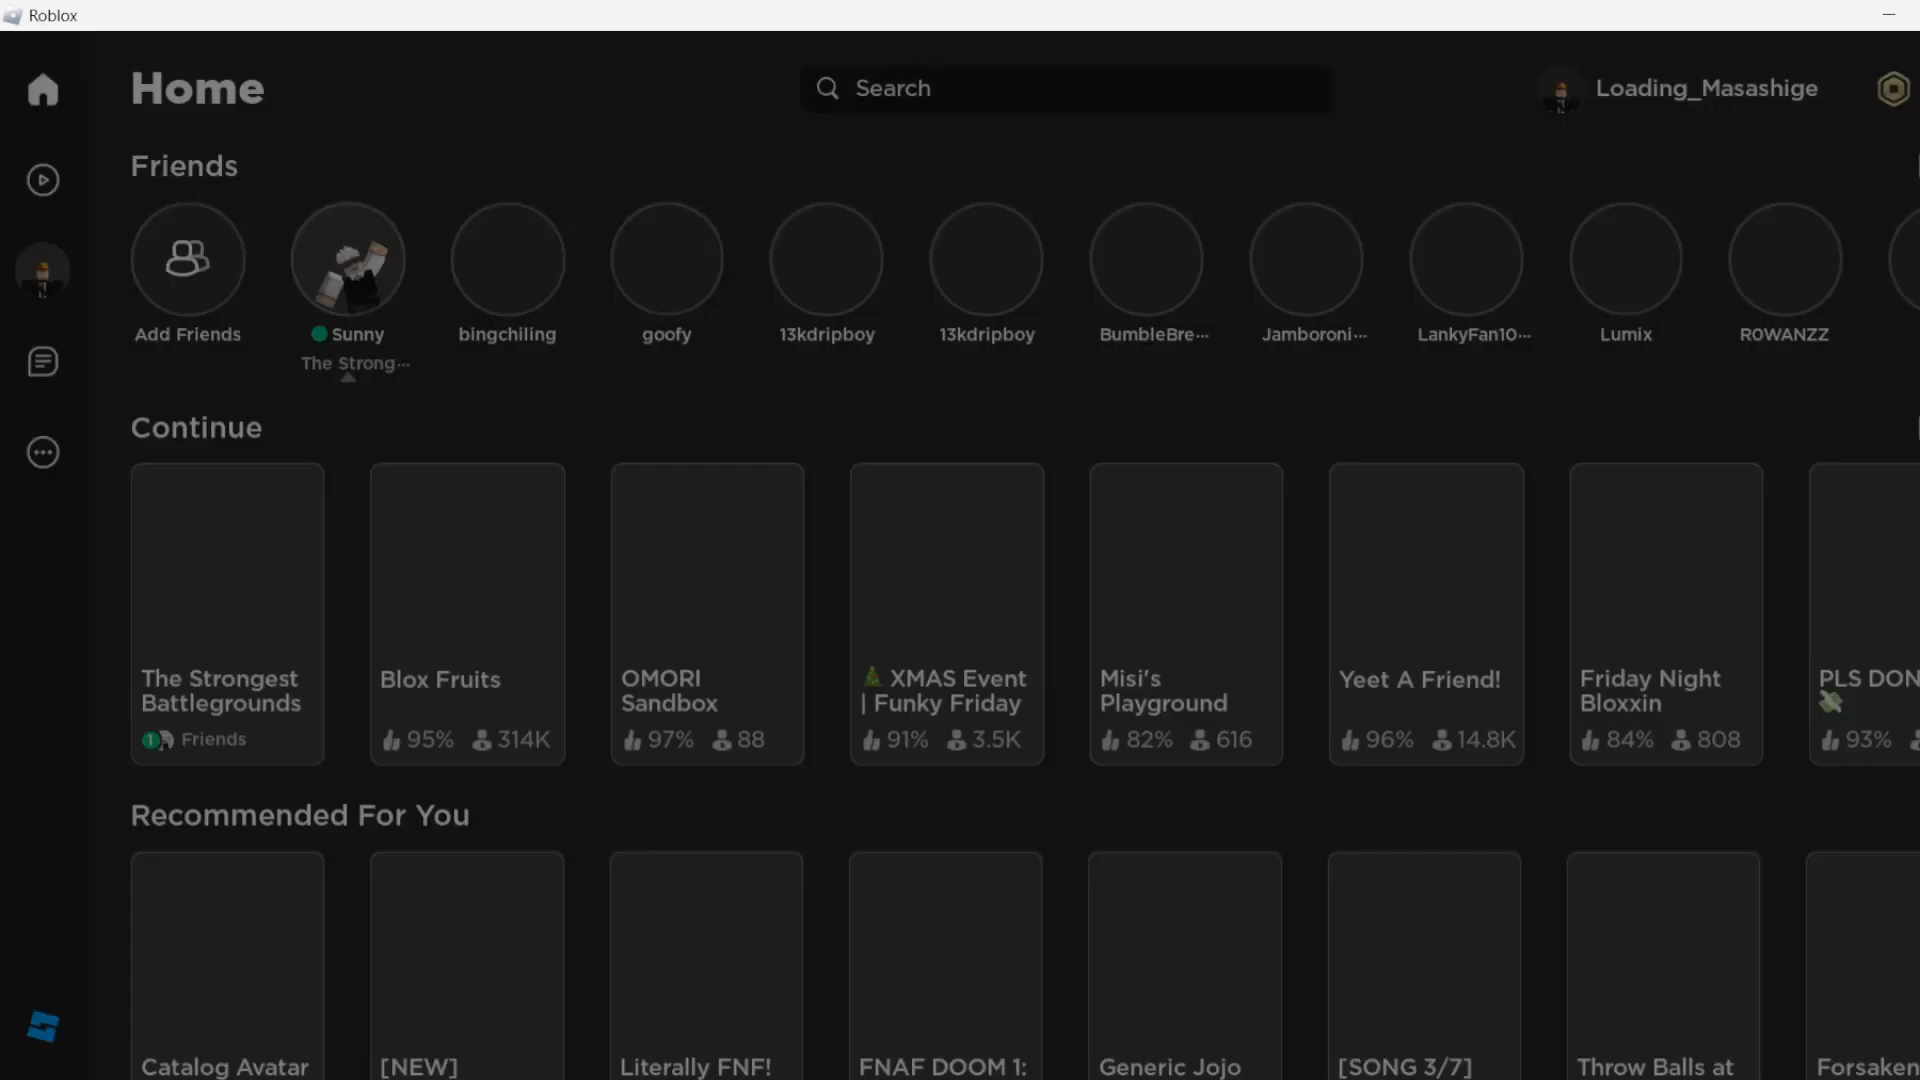 Roblox
Home
Search
Loading_Masashige
Friends
Add Friends
Sunny
The Strong...
bingchiling
goofy
13kdripboy
13kdripboy
BumbleBre...
Jamboroni...
LankyFan10...
Lumix
R0WANZZ
Continue
The Strongest
Battlegrounds
1 Friends
Blox Fruits
95% 314K
OMORI
Sandbox
97% 88
🎄 XMAS Event
| Funky Friday
91% 3.5K
Misi's
Playground
82% 616
Yeet A Friend!
96% 14.8K
Friday Night
Bloxxin
84% 808
PLS DON
💸
93%
Recommended For You
Catalog Avatar
[NEW]
Literally FNF!
FNAF DOOM 1:
Generic Jojo
[SONG 3/7]
Throw Balls at
Forsaken